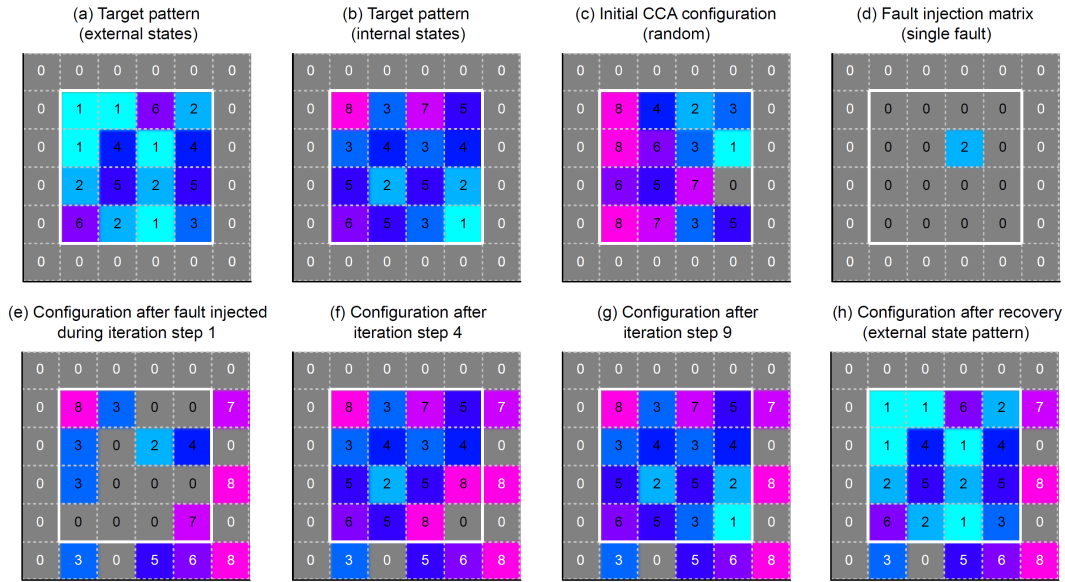 (a) Target pattern
(external states)
0 0 0 0 0 0
0 1 1 6 2 0
0 1 4 1 4 0
0 2 5 2 5 0
0 6 2 1 3 0
0 0 0 0 0 0
(b) Target pattern
(internal states)
0 0 0 0 0 0
0 8 3 7 5 0
0 3 4 3 4 0
0 5 2 5 2 0
0 6 5 3 1 0
0 0 0 0 0 0
(c) Initial CCA configuration
(random)
0 0 0 0 0 0
0 8 4 2 3 0
0 8 6 3 1 0
0 6 5 7 0 0
0 8 7 3 5 0
0 0 0 0 0 0
(d) Fault injection matrix
(single fault)
0 0 0 0 0 0
0 0 0 0 0 0
0 0 0 2 0 0
0 0 0 0 0 0
0 0 0 0 0 0
0 0 0 0 0 0
(e) Configuration after fault injected
during iteration step 1
0 0 0 0 0 0
0 8 3 0 0 7
0 3 0 2 4 0
0 3 0 0 0 8
0 0 0 0 7 0
0 3 0 5 6 8
(f) Configuration after
iteration step 4
0 0 0 0 0 0
0 8 3 7 5 7
0 3 4 3 4 0
0 5 2 5 8 8
0 6 5 8 0 0
0 3 0 5 6 8
(g) Configuration after
iteration step 9
0 0 0 0 0 0
0 8 3 7 5 7
0 3 4 3 4 0
0 5 2 5 2 8
0 6 5 3 1 0
0 3 0 5 6 8
(h) Configuration after recovery
(external state pattern)
0 0 0 0 0 0
0 1 1 6 2 7
0 1 4 1 4 0
0 2 5 2 5 8
0 6 2 1 3 0
0 3 0 5 6 8